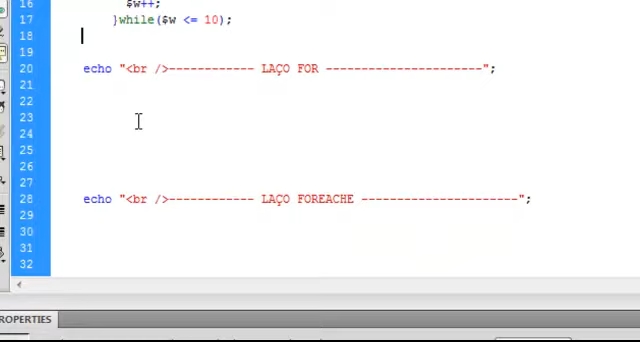 16 $w++;
17 }while($w <= 10);
18
19
20 echo "<br />------------ LAÇO FOR ----------------------";
21
22
23
24
25
26
27
28 echo "<br />------------ LAÇO FOREACHE ----------------------";
29
30
31
32
ROPERTIES